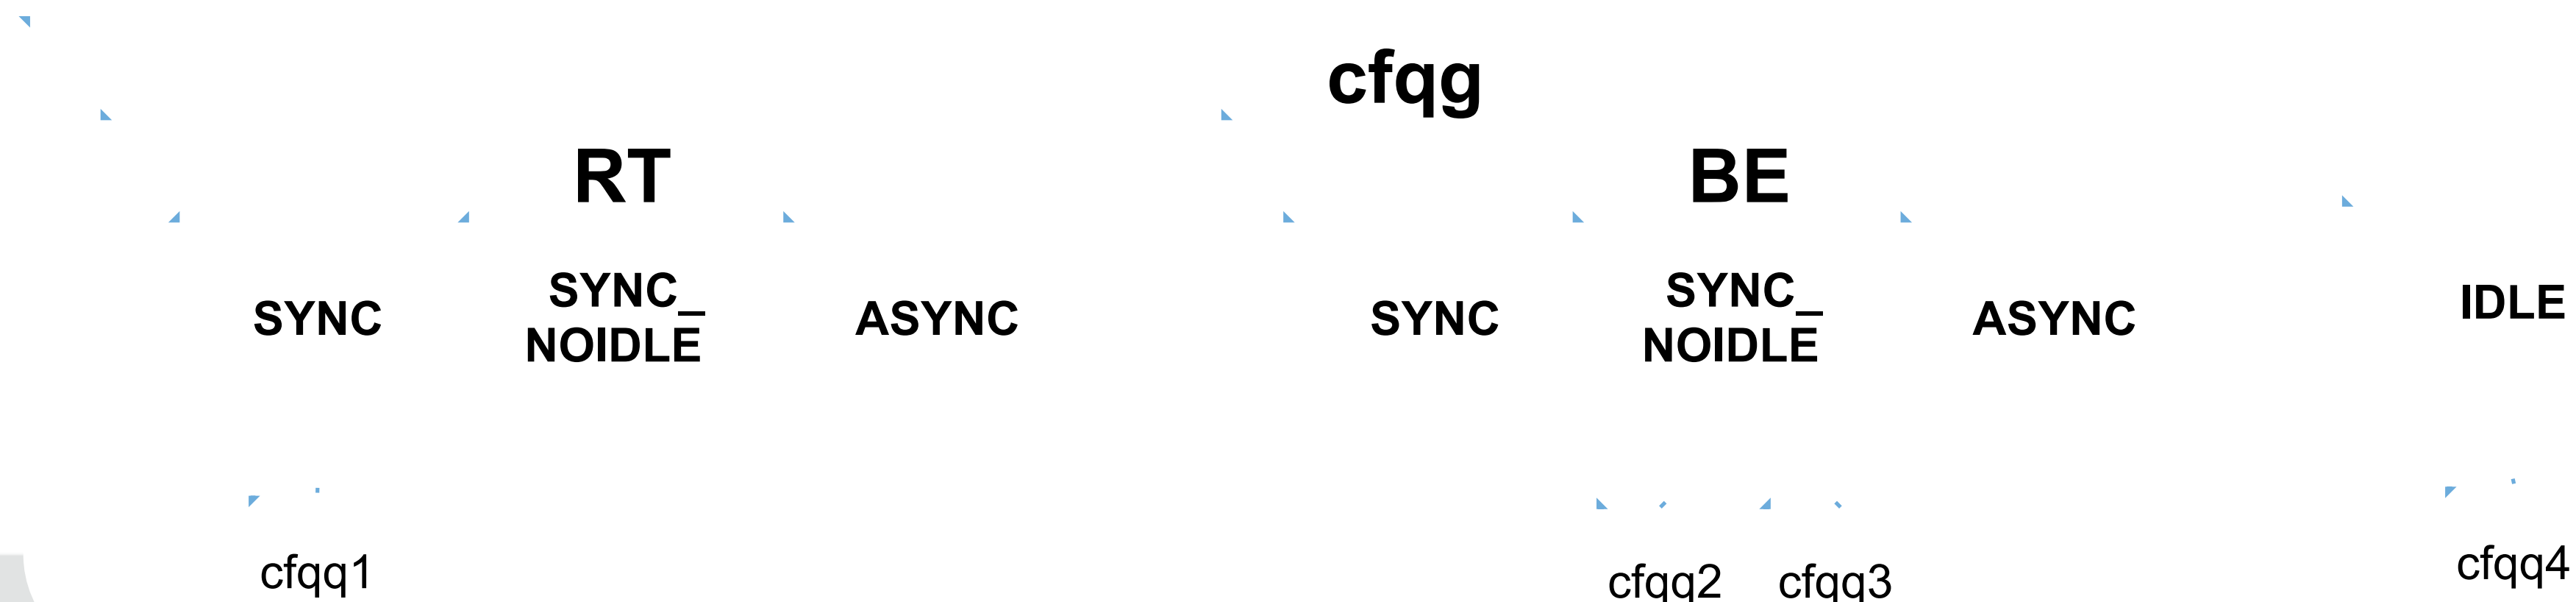 cfqg
RT
BE
SYNC
SYNC_
NOIDLE
ASYNC
SYNC
SYNC_
NOIDLE
ASYNC
IDLE
cfqq1
cfqq2
cfqq3
cfqq4